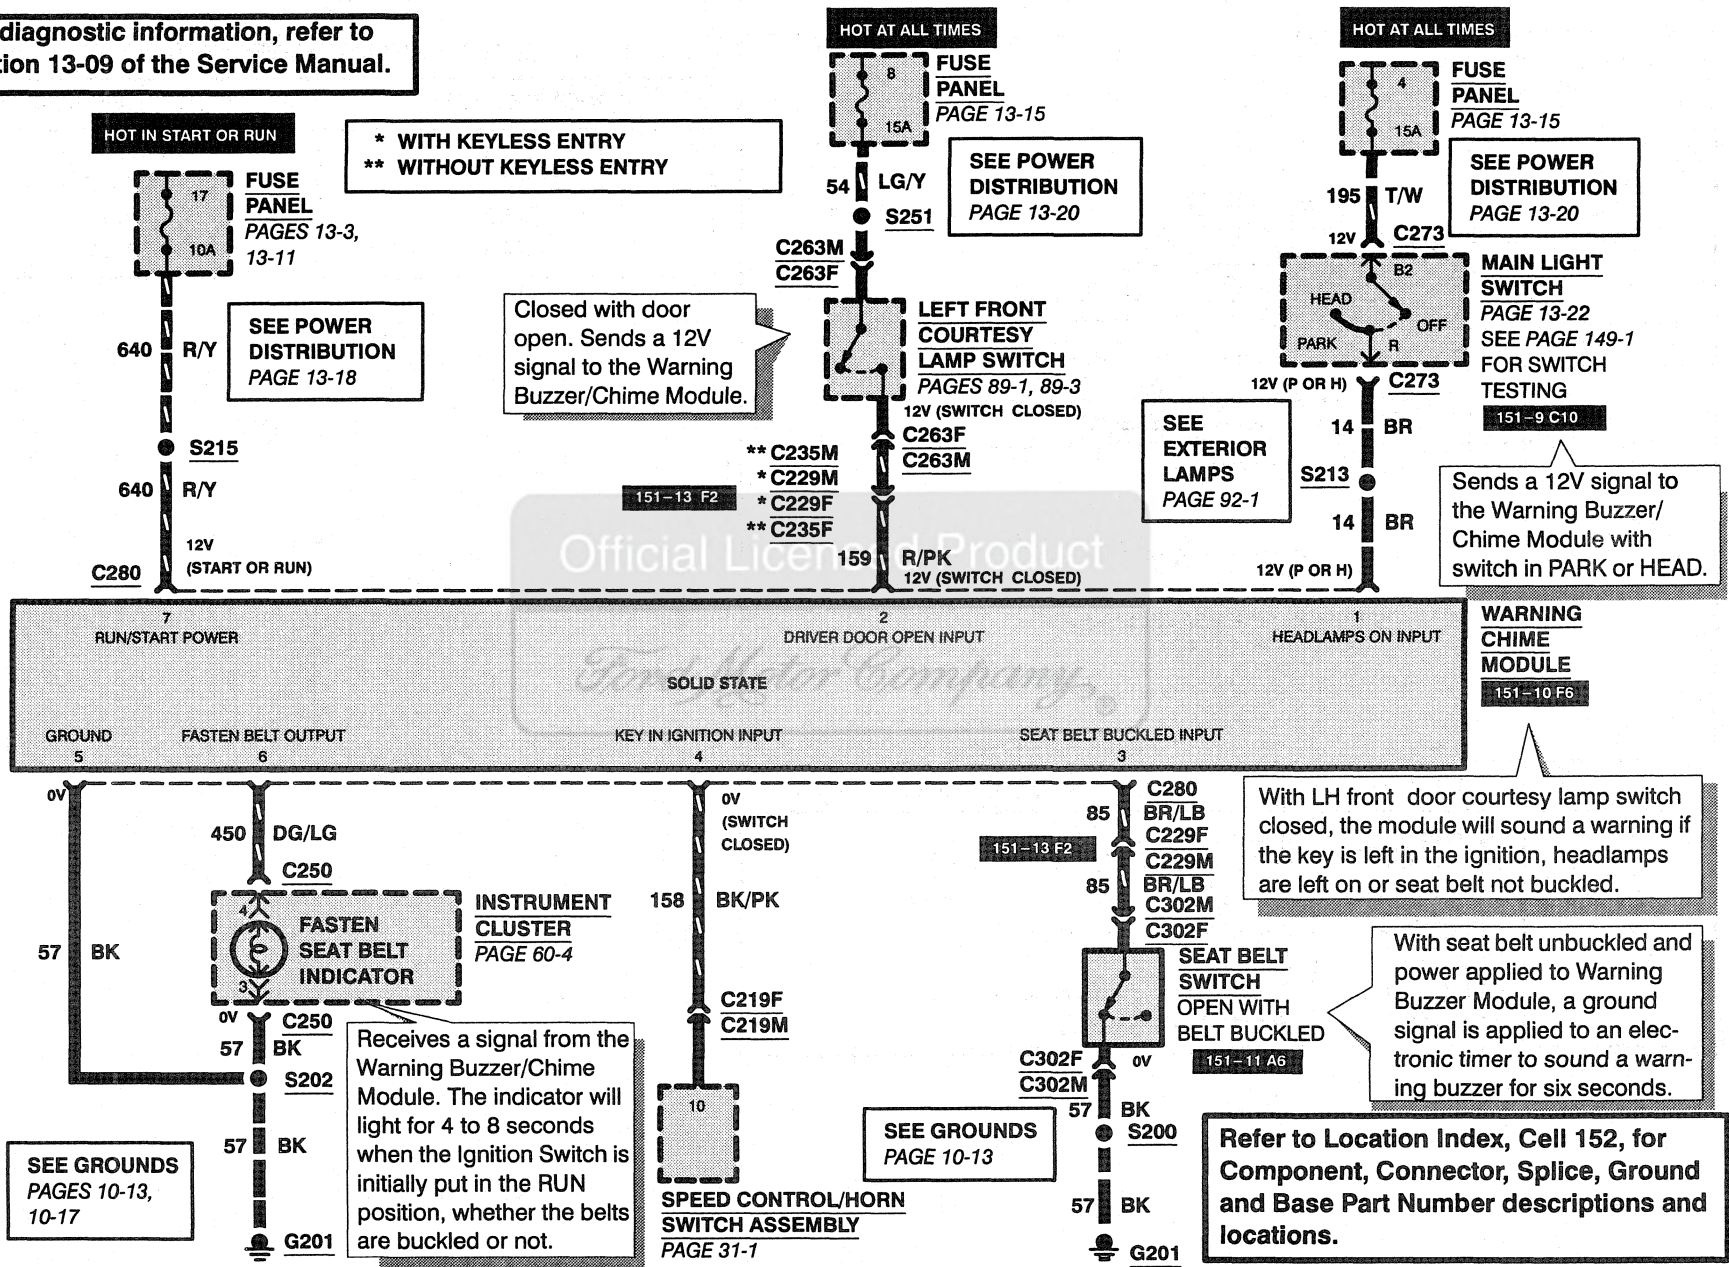 diagnostic information, refer to
tion 13-09 of the Service Manual.
HOT IN START OR RUN
17
10A
FUSE
PANEL
PAGES 13-3,
13-11
* WITH KEYLESS ENTRY
** WITHOUT KEYLESS ENTRY
SEE POWER
DISTRIBUTION
PAGE 13-18
640 R/Y
S215
640 R/Y
12V
(START OR RUN)
C280
HOT AT ALL TIMES
8
15A
FUSE
PANEL
PAGE 13-15
SEE POWER
DISTRIBUTION
PAGE 13-20
54 LG/Y
S251
C263M
C263F
Closed with door
open. Sends a 12V
signal to the Warning
Buzzer/Chime Module.
LEFT FRONT
COURTESY
LAMP SWITCH
PAGES 89-1, 89-3
12V (SWITCH CLOSED)
C263F
C263M
** C235M
* C229M
151-13 F2
* C229F
** C235F
159 R/PK
12V (SWITCH CLOSED)
HOT AT ALL TIMES
4
15A
FUSE
PANEL
PAGE 13-15
SEE POWER
DISTRIBUTION
PAGE 13-20
195 T/W
12V C273
B2
HEAD
OFF
PARK
R
MAIN LIGHT
SWITCH
PAGE 13-22
SEE PAGE 149-1
FOR SWITCH
TESTING
151-9 C10
12V (P OR H) C273
SEE
EXTERIOR
LAMPS
PAGE 92-1
14 BR
S213
14 BR
12V (P OR H)
Sends a 12V signal to
the Warning Buzzer/
Chime Module with
switch in PARK or HEAD.
Official Licensed Product
Ford Motor Company ®
7
RUN/START POWER
2
DRIVER DOOR OPEN INPUT
1
HEADLAMPS ON INPUT
SOLID STATE
GROUND
5
FASTEN BELT OUTPUT
6
KEY IN IGNITION INPUT
4
SEAT BELT BUCKLED INPUT
3
WARNING
CHIME
MODULE
151-10 F6
With LH front door courtesy lamp switch
closed, the module will sound a warning if
the key is left in the ignition, headlamps
are left on or seat belt not buckled.
0V
57 BK
450 DG/LG
C250
4
FASTEN
SEAT BELT
INDICATOR
3
INSTRUMENT
CLUSTER
PAGE 60-4
0V C250
57 BK
S202
57 BK
G201
SEE GROUNDS
PAGES 10-13,
10-17
Receives a signal from the
Warning Buzzer/Chime
Module. The indicator will
light for 4 to 8 seconds
when the Ignition Switch is
initially put in the RUN
position, whether the belts
are buckled or not.
0V
(SWITCH
CLOSED)
158 BK/PK
C219F
C219M
10
SPEED CONTROL/HORN
SWITCH ASSEMBLY
PAGE 31-1
C280
85 BR/LB
C229F
151-13 F2
C229M
85 BR/LB
C302M
C302F
SEAT BELT
SWITCH
OPEN WITH
BELT BUCKLED
151-11 A6
C302F 0V
C302M
57 BK
S200
57 BK
G201
SEE GROUNDS
PAGE 10-13
With seat belt unbuckled and
power applied to Warning
Buzzer Module, a ground
signal is applied to an elec-
tronic timer to sound a warn-
ing buzzer for six seconds.
Refer to Location Index, Cell 152, for
Component, Connector, Splice, Ground
and Base Part Number descriptions and
locations.